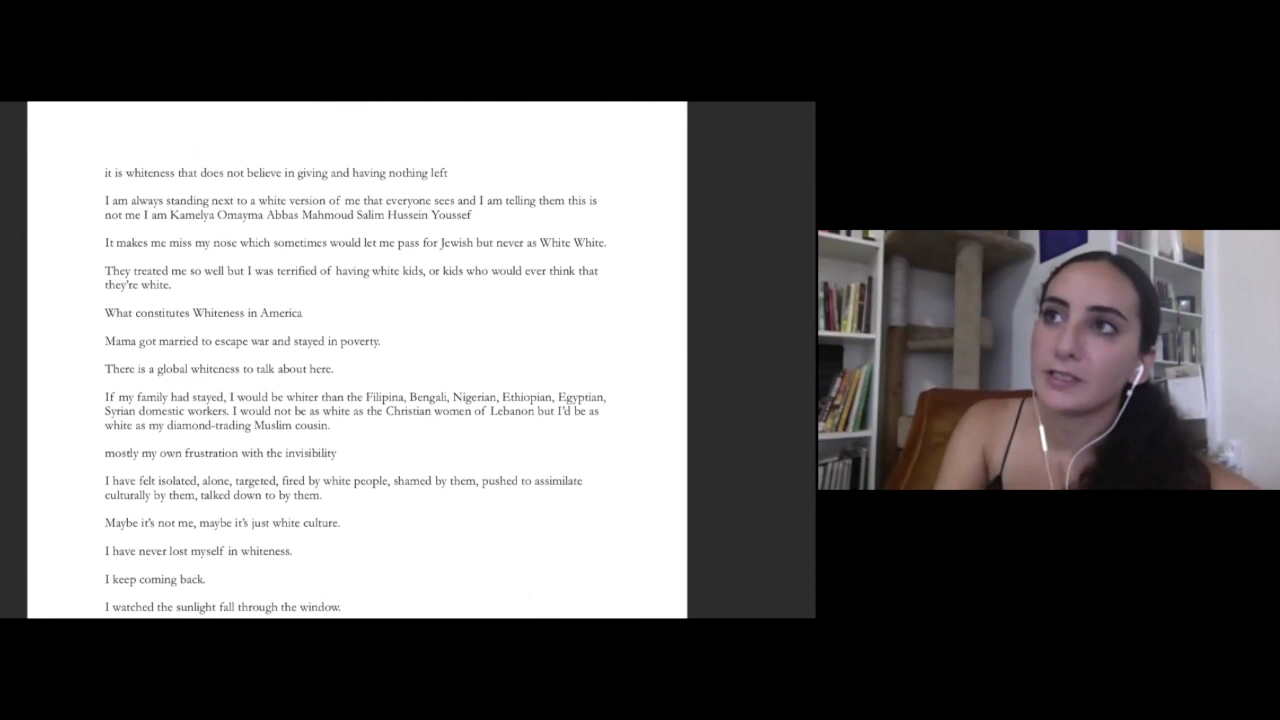 it is whiteness that does not believe in giving and having nothing left
I am always standing next to a white version of me that everyone sees and I am telling them this is
not me I am Kamelya Omayma Abbas Mahmoud Salim Hussein Youssef
It makes me miss my nose which sometimes would let me pass for Jewish but never as White White.
They treated me so well but I was terrified of having white kids, or kids who would ever think that
they're white.
What constitutes Whiteness in America
Mama got married to escape war and stayed in poverty.
There is a global whiteness to talk about here.
If my family had stayed, I would be whiter than the Filipina, Bengali, Nigerian, Ethiopian, Egyptian,
Syrian domestic workers. I would not be as white as the Christian women of Lebanon but I'd be as
white as my diamond-trading Muslim cousin.
mostly my own frustration with the invisibility
I have felt isolated, alone, targeted, fired by white people, shamed by them, pushed to assimilate
culturally by them, talked down to by them.
Maybe it's not me, maybe it's just white culture.
I have never lost myself in whiteness.
I keep coming back.
I watched the sunlight fall through the window.